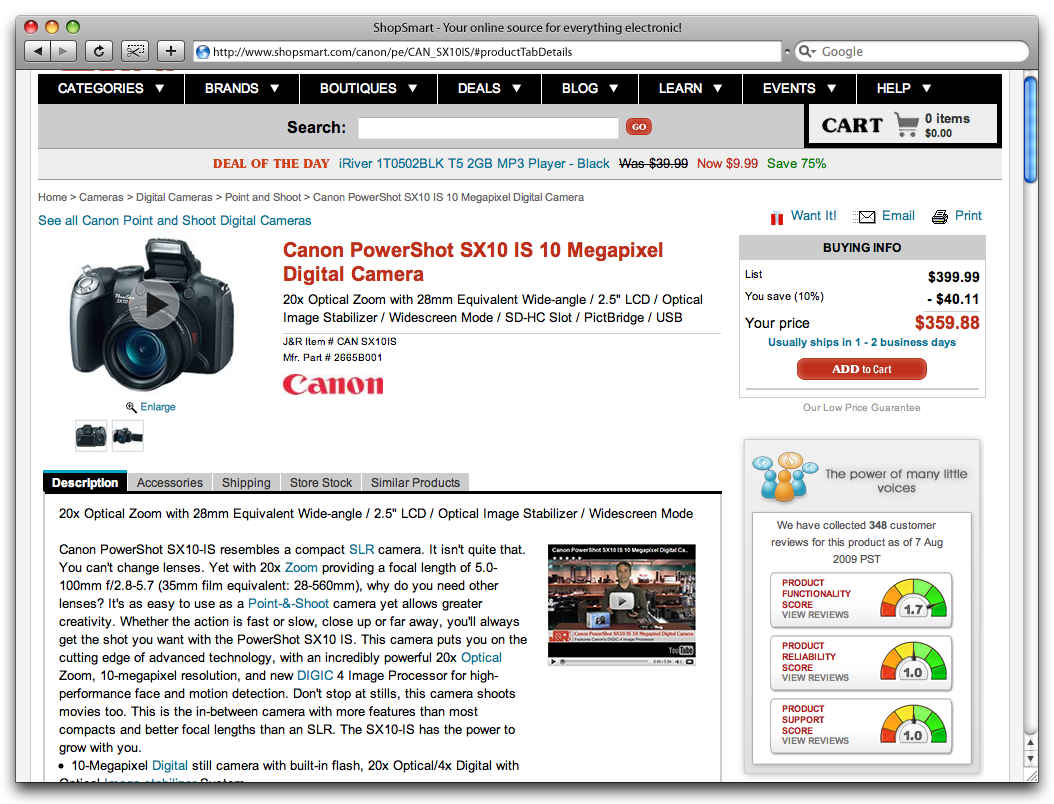 ShopSmart - Your online source for everything electronic!
http://www.shopsmart.com/canon/pe/CAN_SX10IS/#productTabDetails
Google
CATEGORIES ▼ BRANDS ▼ BOUTIQUES ▼ DEALS ▼ BLOG ▼ LEARN ▼ EVENTS ▼ HELP ▼
Search: GO
CART 0 items
$0.00
DEAL OF THE DAY iRiver 1T0502BLK T5 2GB MP3 Player - Black Was $39.99 Now $9.99 Save 75%
Home > Cameras > Digital Cameras > Point and Shoot > Canon PowerShot SX10 IS 10 Megapixel Digital Camera
See all Canon Point and Shoot Digital Cameras
Want It! Email Print
Enlarge
Canon PowerShot SX10 IS 10 Megapixel
Digital Camera
20x Optical Zoom with 28mm Equivalent Wide-angle / 2.5" LCD / Optical
Image Stabilizer / Widescreen Mode / SD-HC Slot / PictBridge / USB
J&R Item # CAN SX10IS
Mfr. Part # 2665B001
Canon
BUYING INFO
List $399.99
You save (10%) - $40.11
Your price $359.88
Usually ships in 1 - 2 business days
ADD to Cart
Our Low Price Guarantee
Description Accessories Shipping Store Stock Similar Products
20x Optical Zoom with 28mm Equivalent Wide-angle / 2.5" LCD / Optical Image Stabilizer / Widescreen Mode
Canon PowerShot SX10-IS resembles a compact SLR camera. It isn't quite that.
You can't change lenses. Yet with 20x Zoom providing a focal length of 5.0-
100mm f/2.8-5.7 (35mm film equivalent: 28-560mm), why do you need other
lenses? It's as easy to use as a Point-&-Shoot camera yet allows greater
creativity. Whether the action is fast or slow, close up or far away, you'll always
get the shot you want with the PowerShot SX10 IS. This camera puts you on the
cutting edge of advanced technology, with an incredibly powerful 20x Optical
Zoom, 10-megapixel resolution, and new DIGIC 4 Image Processor for high-
performance face and motion detection. Don't stop at stills, this camera shoots
movies too. This is the in-between camera with more features than most
compacts and better focal lengths than an SLR. The SX10-IS has the power to
grow with you.
• 10-Megapixel Digital still camera with built-in flash, 20x Optical/4x Digital with
Optical Image stabilizer System
Canon PowerShot SX10 IS 10 Megapixel Digital Ca..
Canon PowerShot SX10 IS 10 Megapixel Digital Camera
Features Canon's DIGIC 4 Image Processor
YouTube
The power of many little
voices
We have collected 348 customer
reviews for this product as of 7 Aug
2009 PST
PRODUCT
FUNCTIONALITY
SCORE
VIEW REVIEWS
1.7
PRODUCT
RELIABILITY
SCORE
VIEW REVIEWS
1.0
PRODUCT
SUPPORT
SCORE
VIEW REVIEWS
1.0